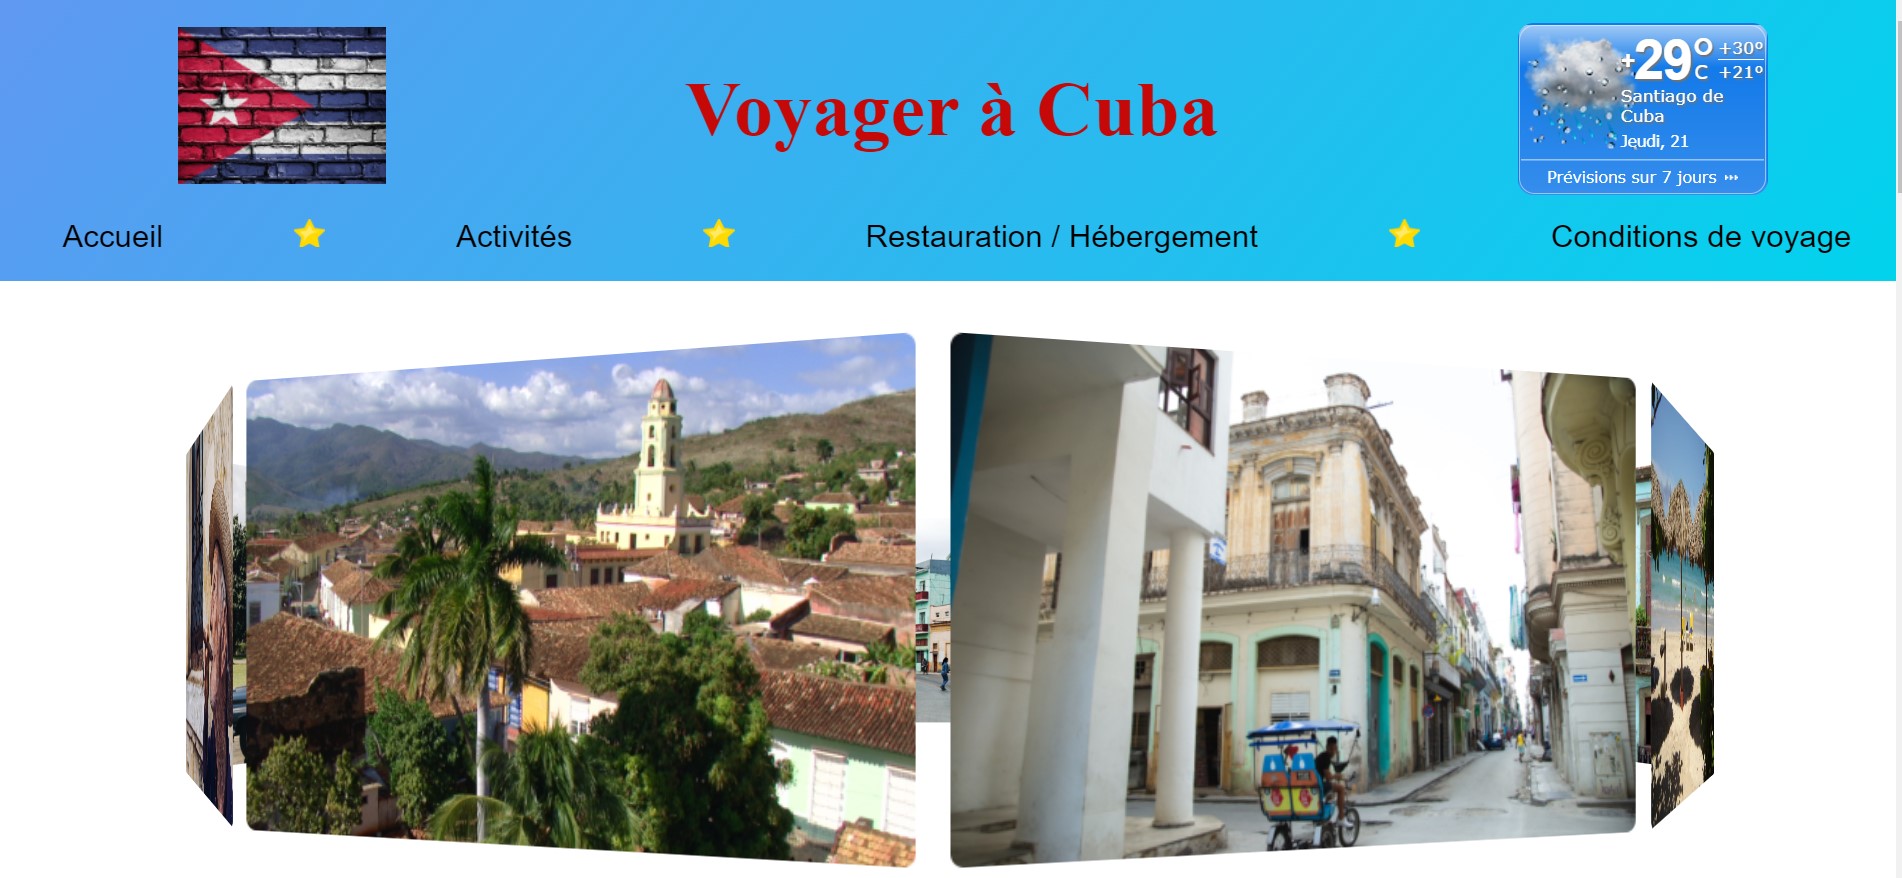 Voyager à Cuba
+29°C
+30°
+21°
Santiago de
Cuba
Jeudi, 21
Prévisions sur 7 jours
Accueil
Activités
Restauration / Hébergement
Conditions de voyage